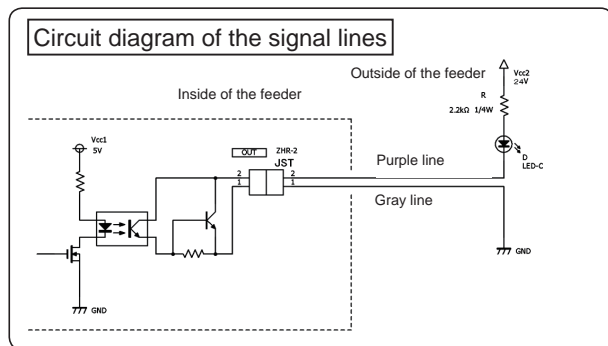 Circuit diagram of the signal lines
Outside of the feeder
Vcc2
24V
Inside of the feeder
R
2.2kΩ 1/4W
Vcc1
5V
OUT
ZHR-2
JST
D
LED-C
Purple line
2 2
1 1
Gray line
GND
GND